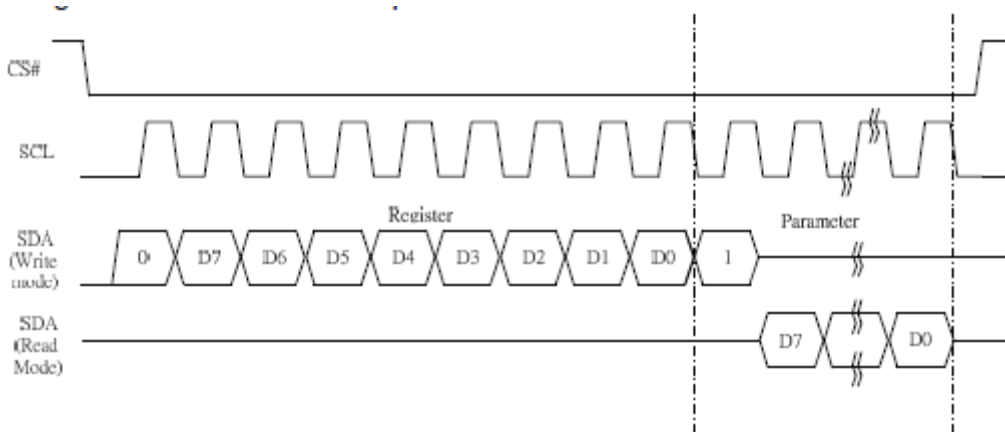 CS#
SCL
Register
Parameter
SDA
(Write
mode)
0 D7 D6 D5 D4 D3 D2 D1 D0 1
SDA
(Read
Mode)
D7 D0